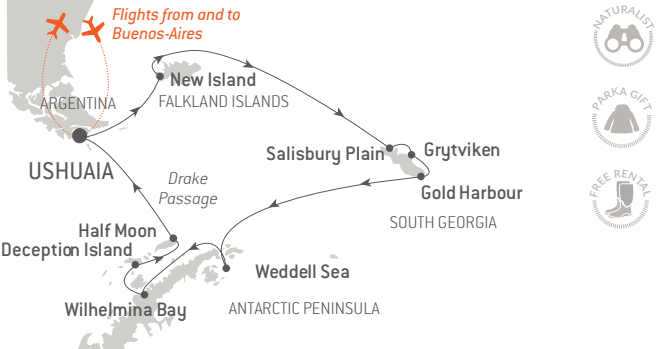 Flights from and to
Buenos-Aires
NATURALIST
New Island
ARGENTINA
FALKLAND ISLANDS
PARKA GIFT
Salisbury Plain
Grytviken
USHUAIA
Drake
Passage
Gold Harbour
FREE RENTAL
SOUTH GEORGIA
Half Moon
Deception Island
Weddell Sea
Wilhelmina Bay
ANTARCTIC PENINSULA